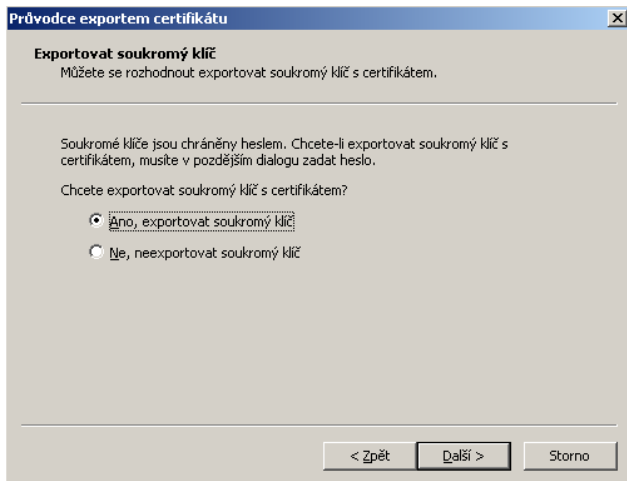 Průvodce exportem certifikátu
Exportovat soukromý klíč
Můžete se rozhodnout exportovat soukromý klíč s certifikátem.
Soukromé klíče jsou chráněny heslem. Chcete-li exportovat soukromý klíč s
certifikátem, musíte v pozdějším dialogu zadat heslo.
Chcete exportovat soukromý klíč s certifikátem?
Ano, exportovat soukromý klíč
Ne, neexportovat soukromý klíč
< Zpět Další > Storno